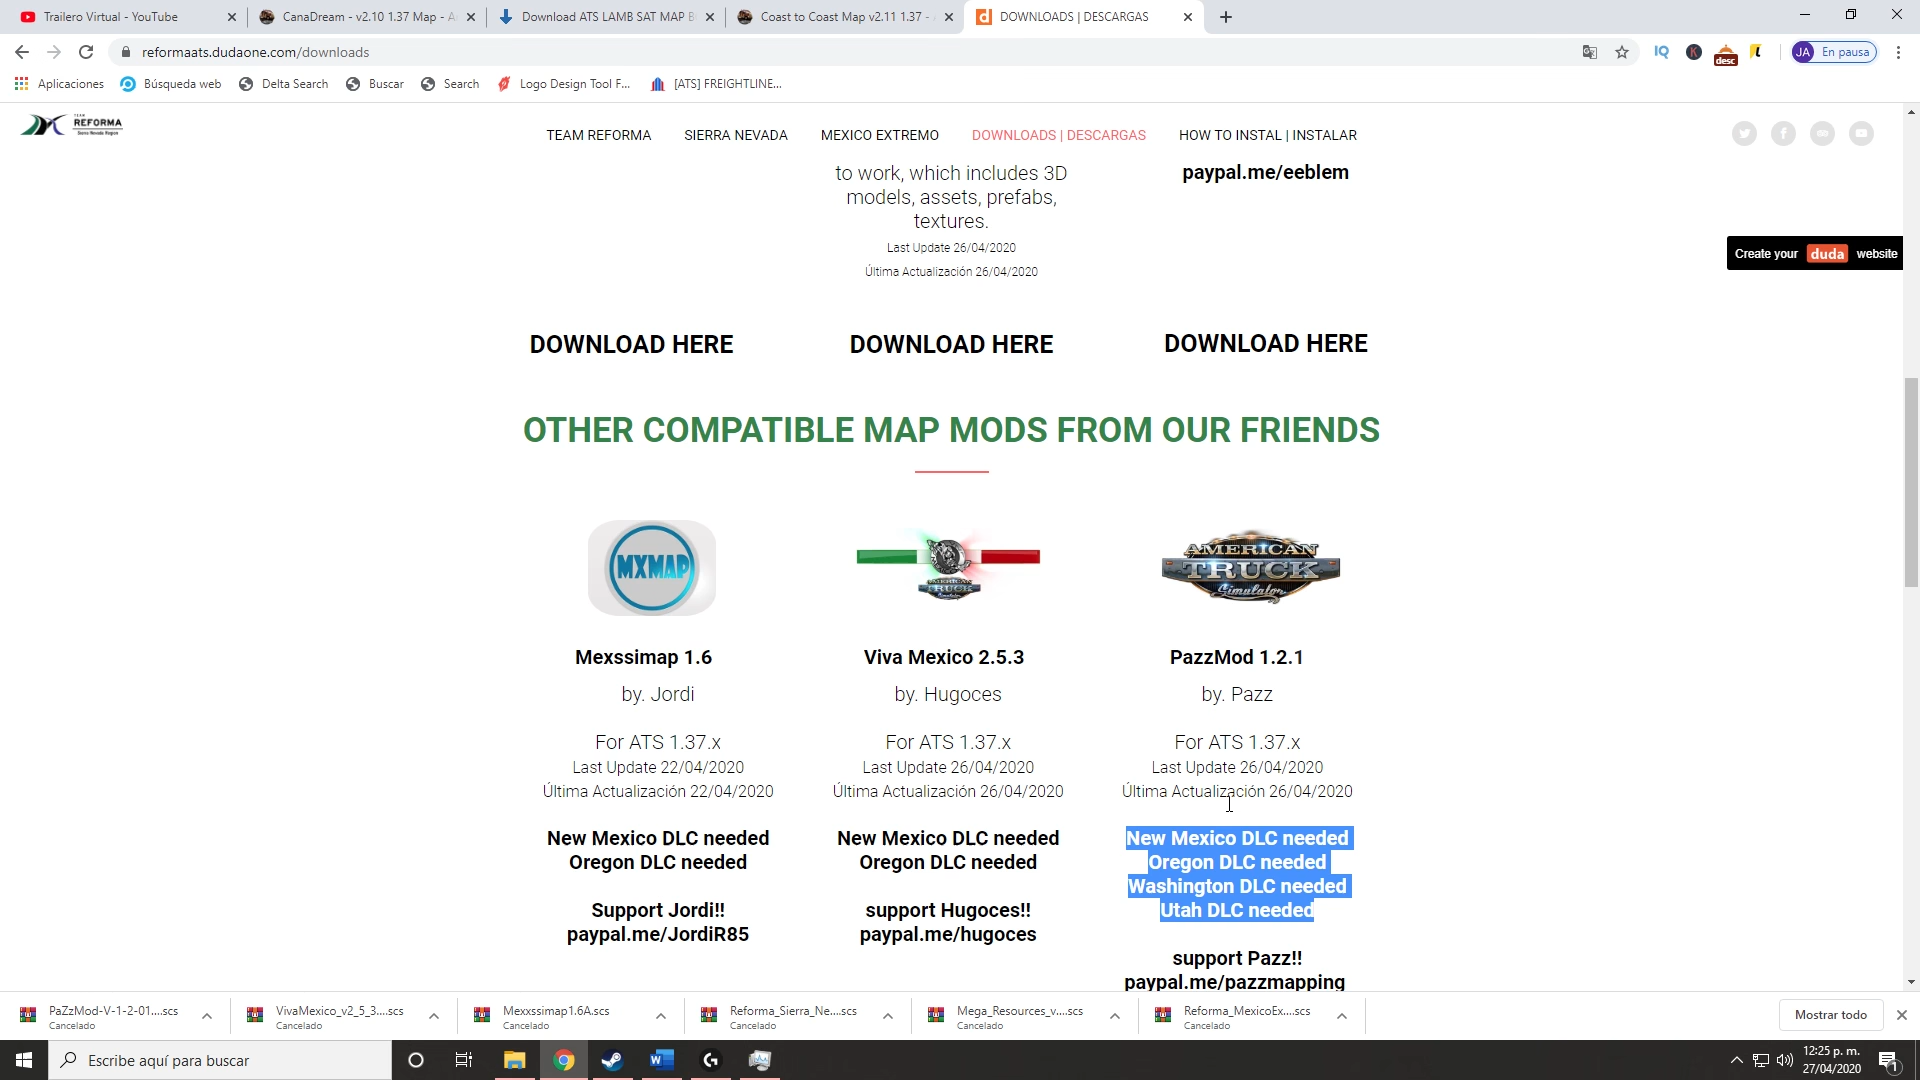 Trailero Virtual - YouTube
CanaDream - v2.10 1.37 Map - A
Download ATS LAMB SAT MAP B
Coast to Coast Map v2.11 1.37 -
DOWNLOADS | DESCARGAS
reformaats.dudaone.com/downloads
IQ
K
desc
JA
En pausa
Aplicaciones
Búsqueda web
Delta Search
Buscar
Search
Logo Design Tool F...
[ATS] FREIGHTLINE...
TEAM
REFORMA
Sierra Nevada Region
TEAM REFORMA
SIERRA NEVADA
MEXICO EXTREMO
DOWNLOADS | DESCARGAS
HOW TO INSTAL | INSTALAR
to work, which includes 3D
models, assets, prefabs,
textures.
Last Update 26/04/2020
Última Actualización 26/04/2020
paypal.me/eeblem
Create your duda website
DOWNLOAD HERE
DOWNLOAD HERE
DOWNLOAD HERE
OTHER COMPATIBLE MAP MODS FROM OUR FRIENDS
MXMAP
AMERICAN
TRUCK
Simulator
AMERICAN
TRUCK
Simulator
Mexssimap 1.6
by. Jordi
For ATS 1.37.x
Last Update 22/04/2020
Última Actualización 22/04/2020
New Mexico DLC needed
Oregon DLC needed
Support Jordi!!
paypal.me/JordiR85
Viva Mexico 2.5.3
by. Hugoces
For ATS 1.37.x
Last Update 26/04/2020
Última Actualización 26/04/2020
New Mexico DLC needed
Oregon DLC needed
support Hugoces!!
paypal.me/hugoces
PazzMod 1.2.1
by. Pazz
For ATS 1.37.x
Last Update 26/04/2020
Última Actualización 26/04/2020
New Mexico DLC needed
Oregon DLC needed
Washington DLC needed
Utah DLC needed
support Pazz!!
paypal.me/pazzmapping
PaZzMod-V-1-2-01....scs
Cancelado
VivaMexico_v2_5_3....scs
Cancelado
Mexxssimap1.6A.scs
Cancelado
Reforma_Sierra_Ne....scs
Cancelado
Mega_Resources_v....scs
Cancelado
Reforma_MexicoEx....scs
Cancelado
Mostrar todo
Escribe aquí para buscar
12:25 p. m.
27/04/2020
1